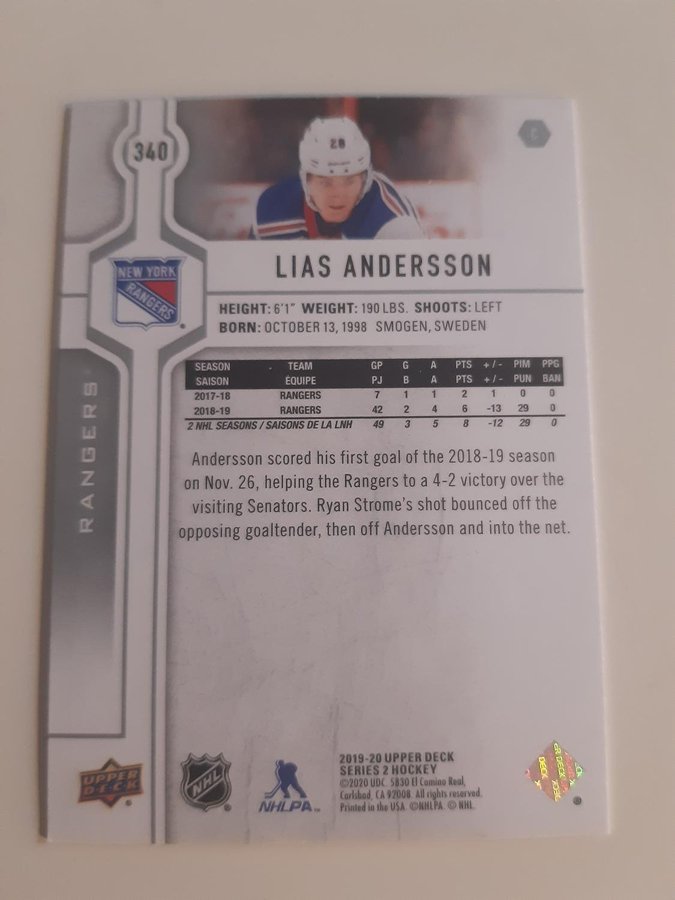 340
28
C
LIAS ANDERSSON
NEW YORK
RANGERS
HEIGHT: 6'1" WEIGHT: 190 LBS. SHOOTS: LEFT
BORN: OCTOBER 13, 1998 SMOGEN, SWEDEN
SEASON TEAM GP G A PTS +/- PIM PPG
SAISON ÉQUIPE PJ B A PTS +/- PUN BAN
2017-18 RANGERS 7 1 1 2 1 0 0
2018-19 RANGERS 42 2 4 6 -13 29 0
2 NHL SEASONS / SAISONS DE LA LNH 49 3 5 8 -12 29 0
RANGERS
Andersson scored his first goal of the 2018-19 season
on Nov. 26, helping the Rangers to a 4-2 victory over the
visiting Senators. Ryan Strome's shot bounced off the
opposing goaltender, then off Andersson and into the net.
UPPER
DECK
NHL
NHLPA
2019-20 UPPER DECK
SERIES 2 HOCKEY
©2020 UDC. 5830 El Camino Real,
Carlsbad, CA 92008. All rights reserved.
Printed in the USA. ©NHLPA. © NHL.